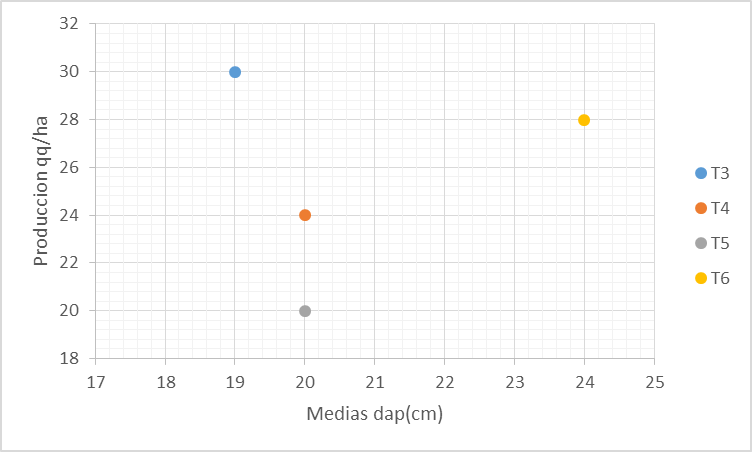 32
30
28
26
24
22
20
18
Produccion qq/ha
17 18 19 20 21 22 23 24 25
Medias dap(cm)
T3
T4
T5
T6